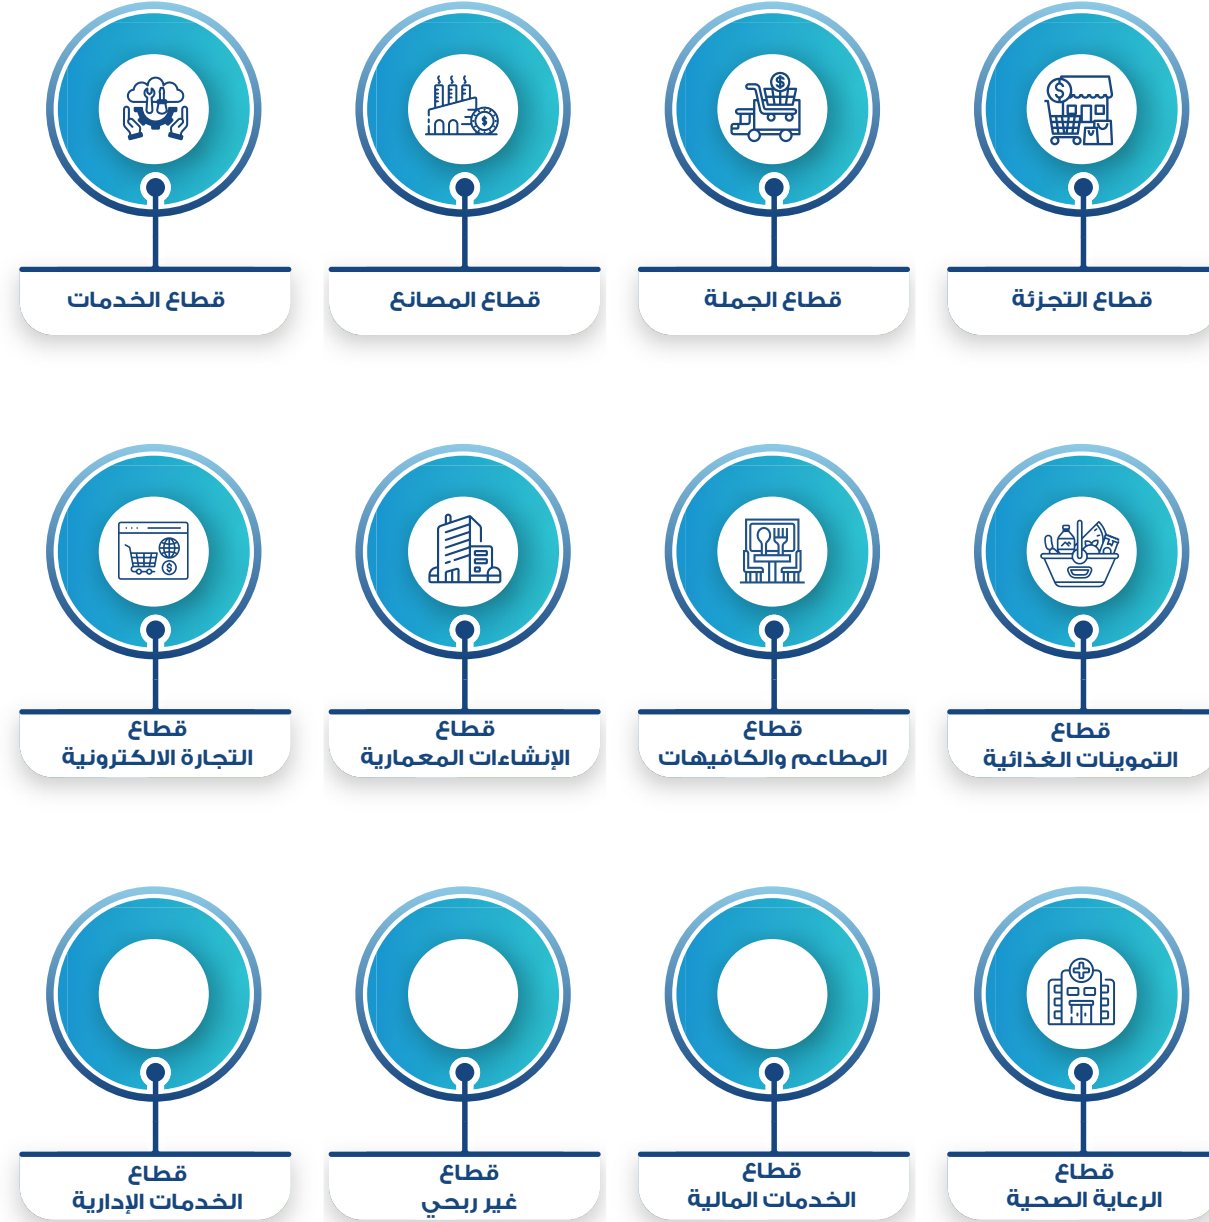 قطاع التجزئة
قطاع الجملة
قطاع المصانع
قطاع الخدمات
قطاع
التموينات الغذائية
قطاع
المطاعم والكافيهات
قطاع
الإنشاءات المعمارية
قطاع
التجارة الالكترونية
قطاع
الرعاية الصحية
قطاع
الخدمات المالية
قطاع
غير ربحي
قطاع
الخدمات الإدارية